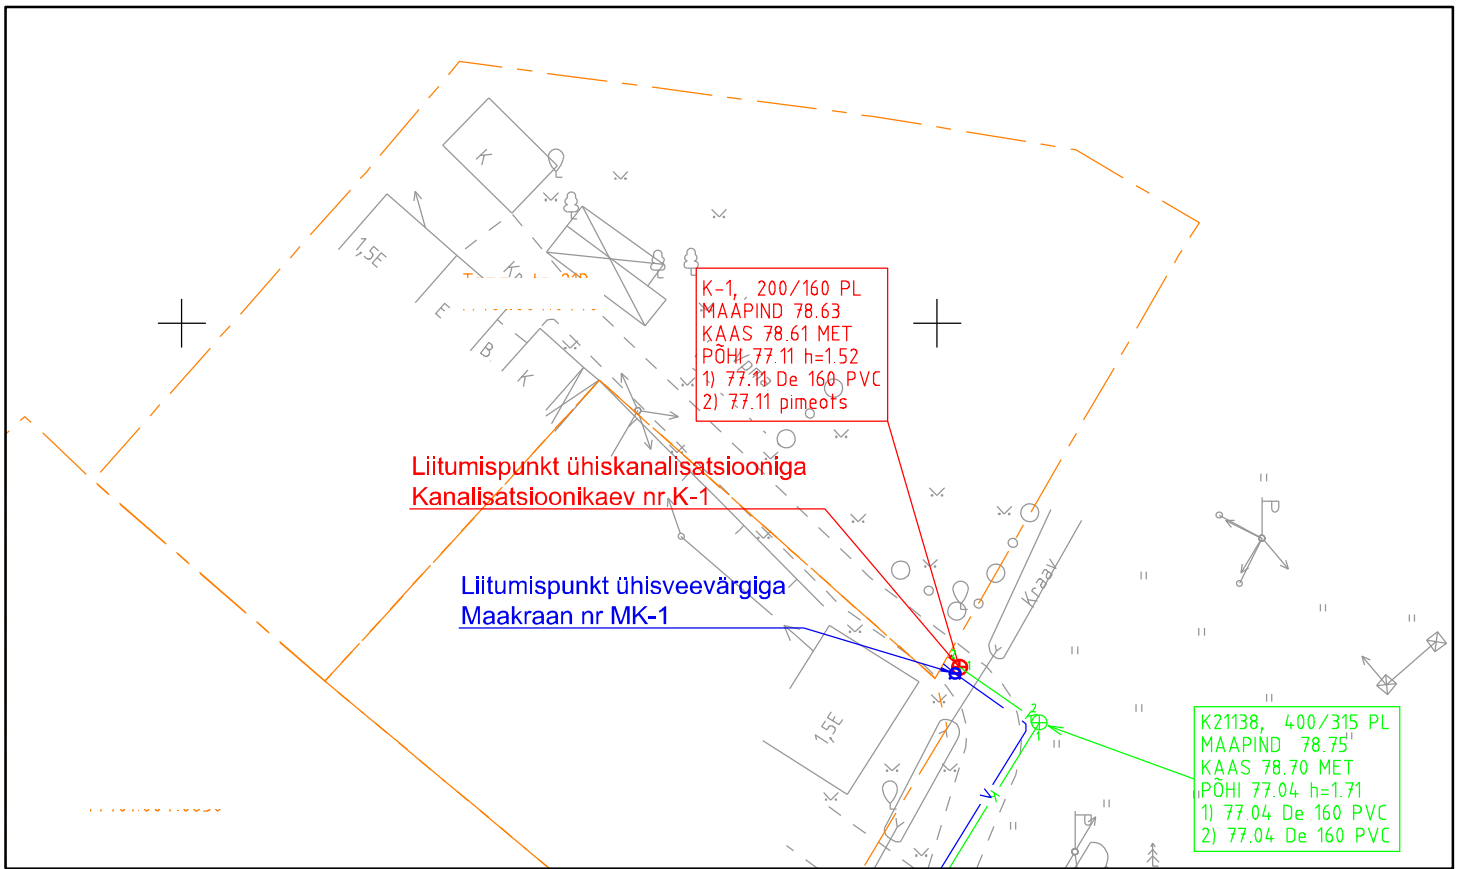 K
1,5E
E
B
K
K-1, 200/160 PL
MAAPIND 78.63
KAAS 78.61 MET
PÕHI 77.11 h=1.52
1) 77.11 De 160 PVC
2) 77.11 pimeots
Liitumispunkt ühiskanalisatsiooniga
Kanalisatsioonikaev nr K-1
Liitumispunkt ühisveevärgiga
Maakraan nr MK-1
Kraav
1
2
1
1,5E
V
K
K21138, 400/315 PL
MAAPIND 78.75
KAAS 78.70 MET
PÕHI 77.04 h=1.71
1) 77.04 De 160 PVC
2) 77.04 De 160 PVC